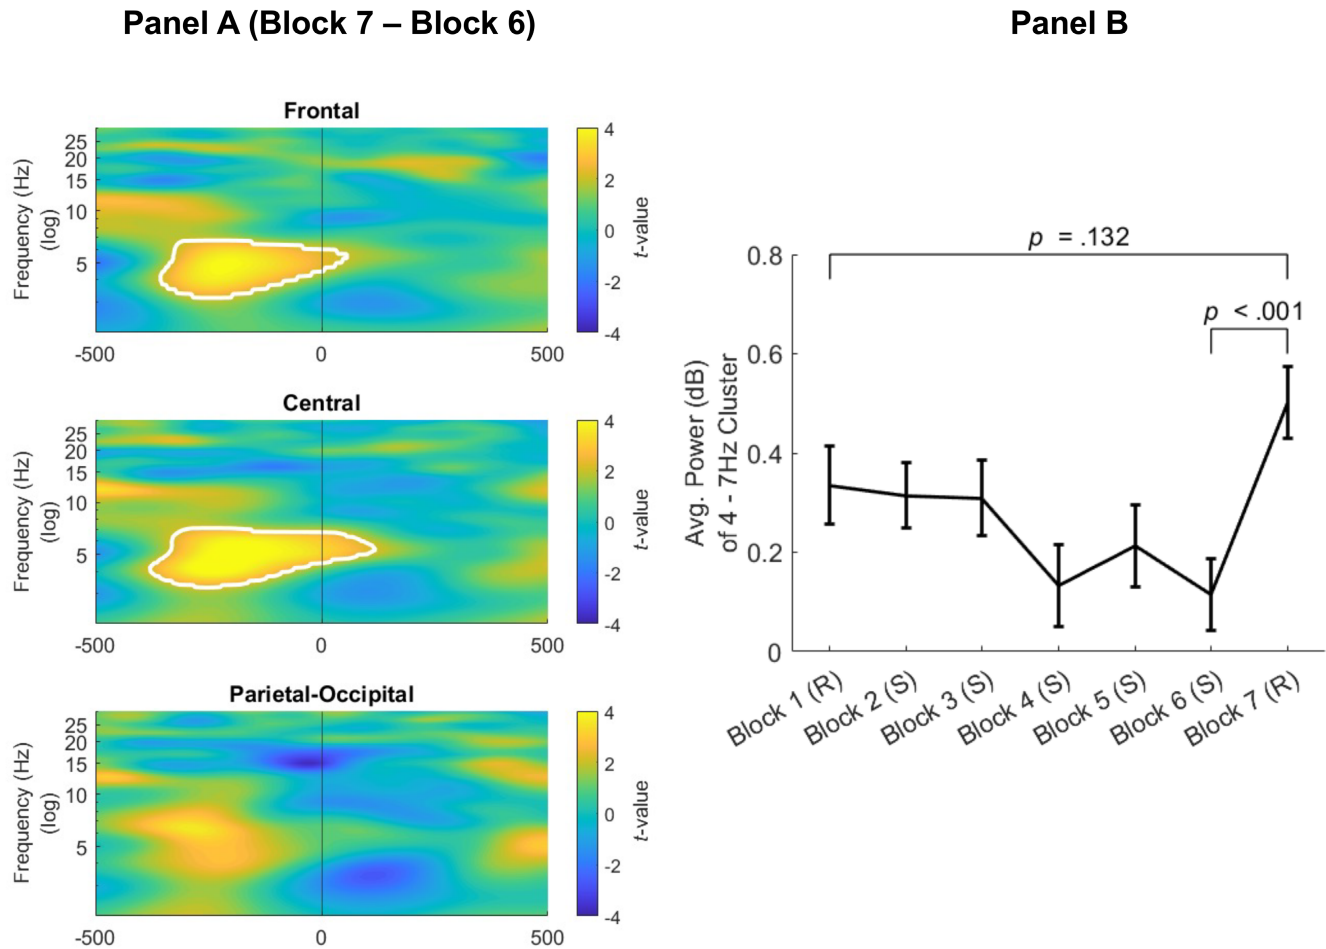 Panel A (Block 7 – Block 6)
Frontal
Frequency (Hz)
(log)
25
20
15
10
5
-500
0
500
4
2
0
-2
-4
t-value
Central
Frequency (Hz)
(log)
25
20
15
10
5
-500
0
500
4
2
0
-2
-4
t-value
Parietal-Occipital
Frequency (Hz)
(log)
25
20
15
10
5
-500
0
500
4
2
0
-2
-4
t-value
Panel B
p = .132
p < .001
Avg. Power (dB)
of 4 - 7Hz Cluster
0.8
0.6
0.4
0.2
0
Block 1 (R)
Block 2 (S)
Block 3 (S)
Block 4 (S)
Block 5 (S)
Block 6 (S)
Block 7 (R)